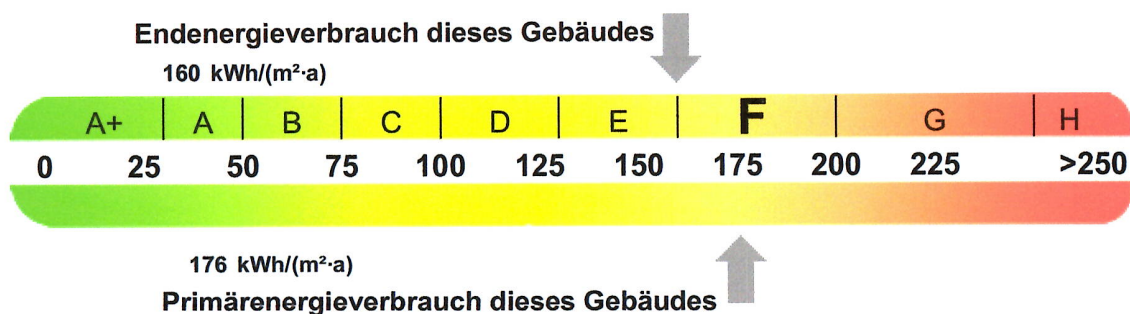 Endenergieverbrauch dieses Gebäudes
160 kWh/(m²·a)
A+ A B C D E F G H
0 25 50 75 100 125 150 175 200 225 >250
176 kWh/(m²·a)
Primärenergieverbrauch dieses Gebäudes